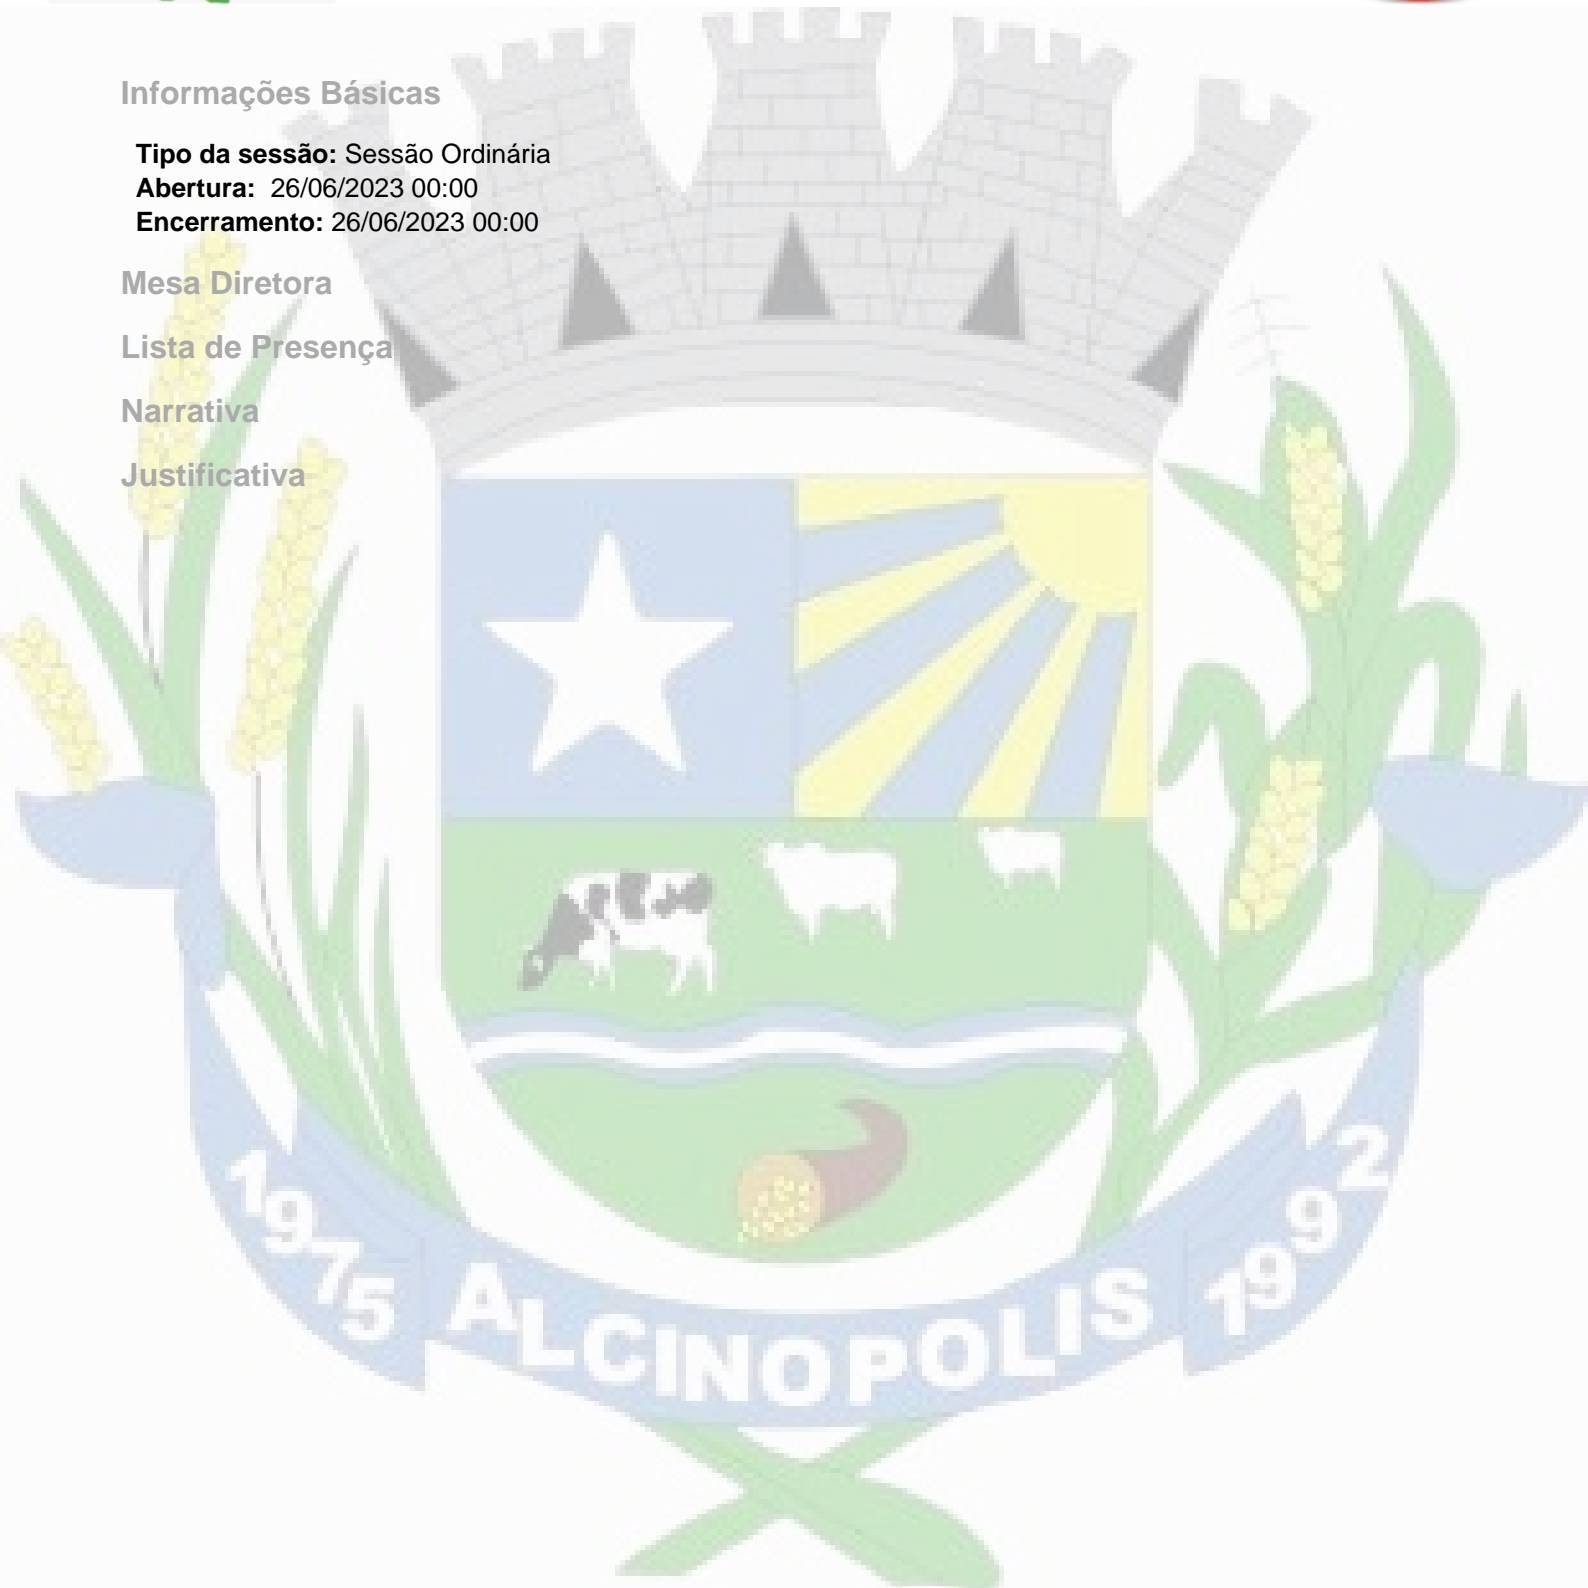 Informações Básicas
Tipo da sessão: Sessão Ordinária
Abertura: 26/06/2023 00:00
Encerramento: 26/06/2023 00:00
Mesa Diretora
Lista de Presença
Narrativa
Justificativa
1975 ALCINOPOLIS 1992